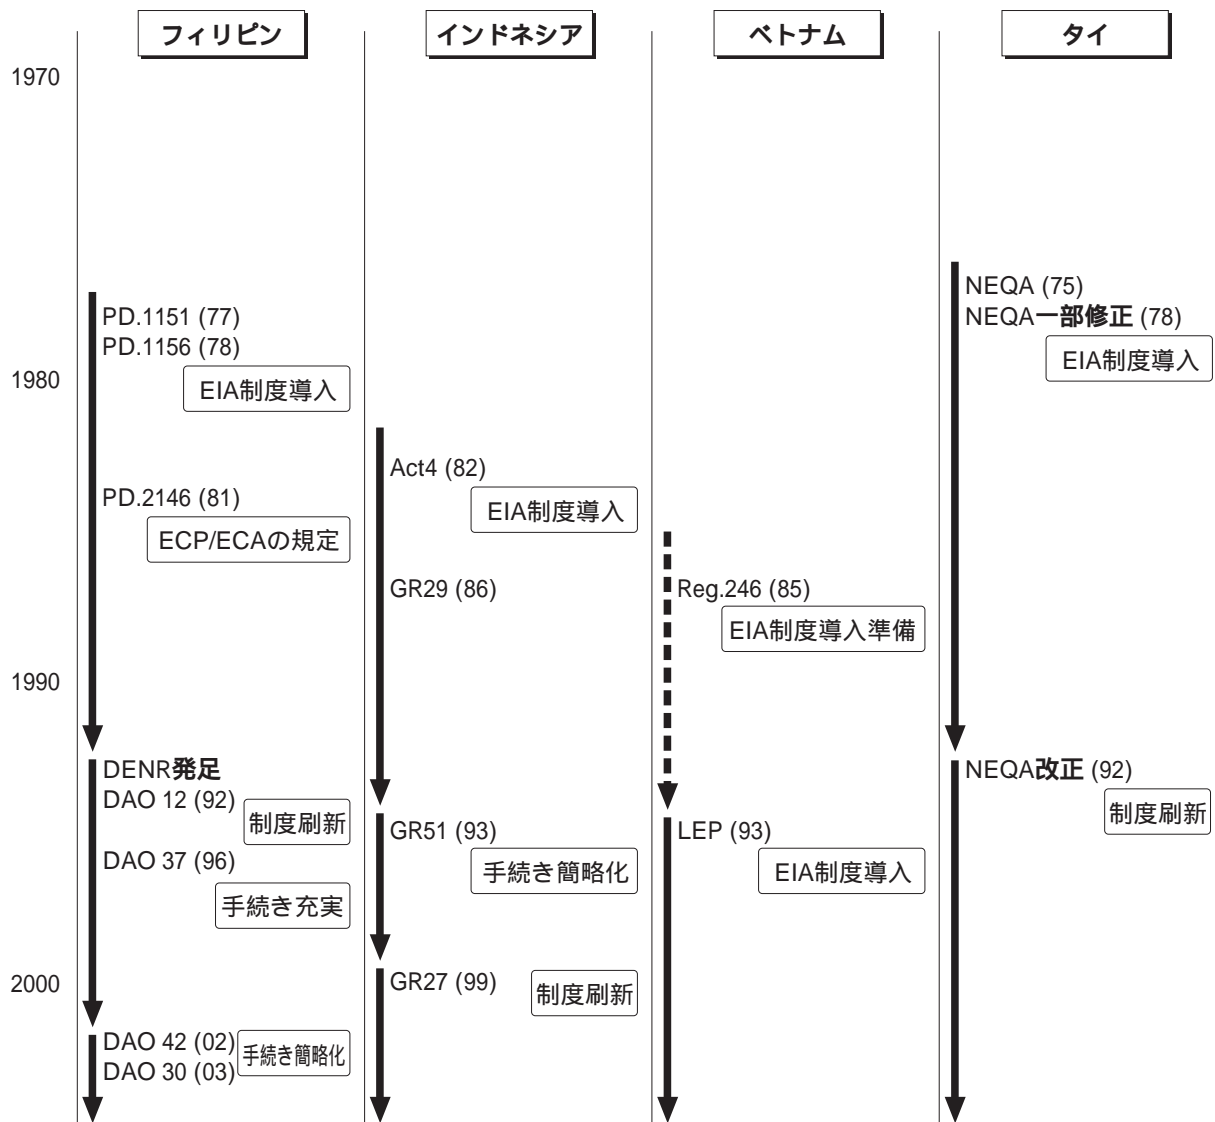 フィリピン
インドネシア
ベトナム
タイ
1970
1980
1990
2000
PD.1151 (77)
PD.1156 (78)
EIA制度導入
PD.2146 (81)
ECP/ECAの規定
DENR発足
DAO 12 (92)
制度刷新
DAO 37 (96)
手続き充実
DAO 42 (02)
手続き簡略化
DAO 30 (03)
Act4 (82)
EIA制度導入
GR29 (86)
GR51 (93)
手続き簡略化
GR27 (99)
制度刷新
Reg.246 (85)
EIA制度導入準備
LEP (93)
EIA制度導入
NEQA (75)
NEQA一部修正 (78)
EIA制度導入
NEQA改正 (92)
制度刷新